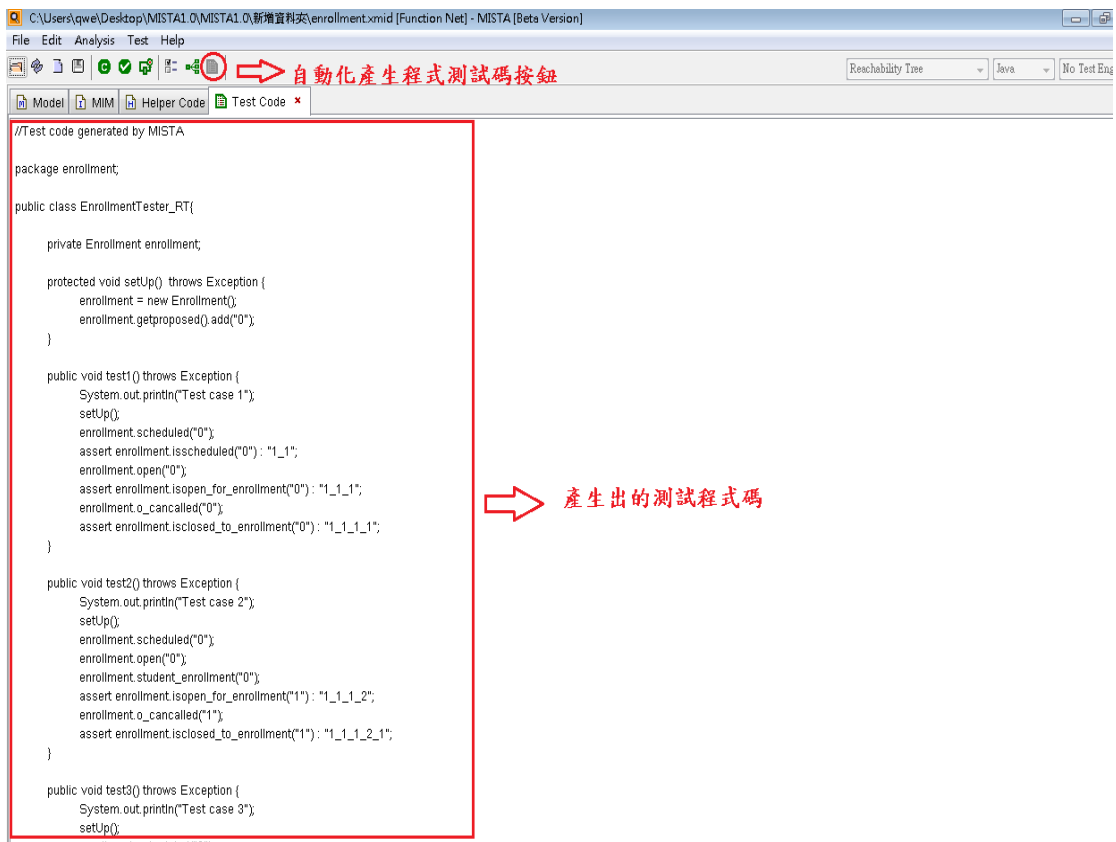 C:\Users\qwe\Desktop\MISTA1.0\MISTA1.0\新增資料夾\enrollment.xmid [Function Net] - MISTA [Beta Version]
File Edit Analysis Test Help
自動化產生程式測試碼按鈕
Reachability Tree Java No Test Eng
Model MIM Helper Code Test Code
//Test code generated by MISTA
package enrollment;
public class EnrollmentTester_RT{
private Enrollment enrollment;
protected void setUp() throws Exception {
enrollment = new Enrollment();
enrollment.getproposed().add("0");
}
public void test1() throws Exception {
System.out.println("Test case 1");
setUp();
enrollment.scheduled("0");
assert enrollment.isscheduled("0") : "1_1";
enrollment.open("0");
assert enrollment.isopen_for_enrollment("0") : "1_1_1";
enrollment.o_cancalled("0");
assert enrollment.isclosed_to_enrollment("0") : "1_1_1_1";
}
產生出的測試程式碼
public void test2() throws Exception {
System.out.println("Test case 2");
setUp();
enrollment.scheduled("0");
enrollment.open("0");
enrollment.student_enrollment("0");
assert enrollment.isopen_for_enrollment("1") : "1_1_1_2";
enrollment.o_cancalled("1");
assert enrollment.isclosed_to_enrollment("1") : "1_1_1_2_1";
}
public void test3() throws Exception {
System.out.println("Test case 3");
setUp();